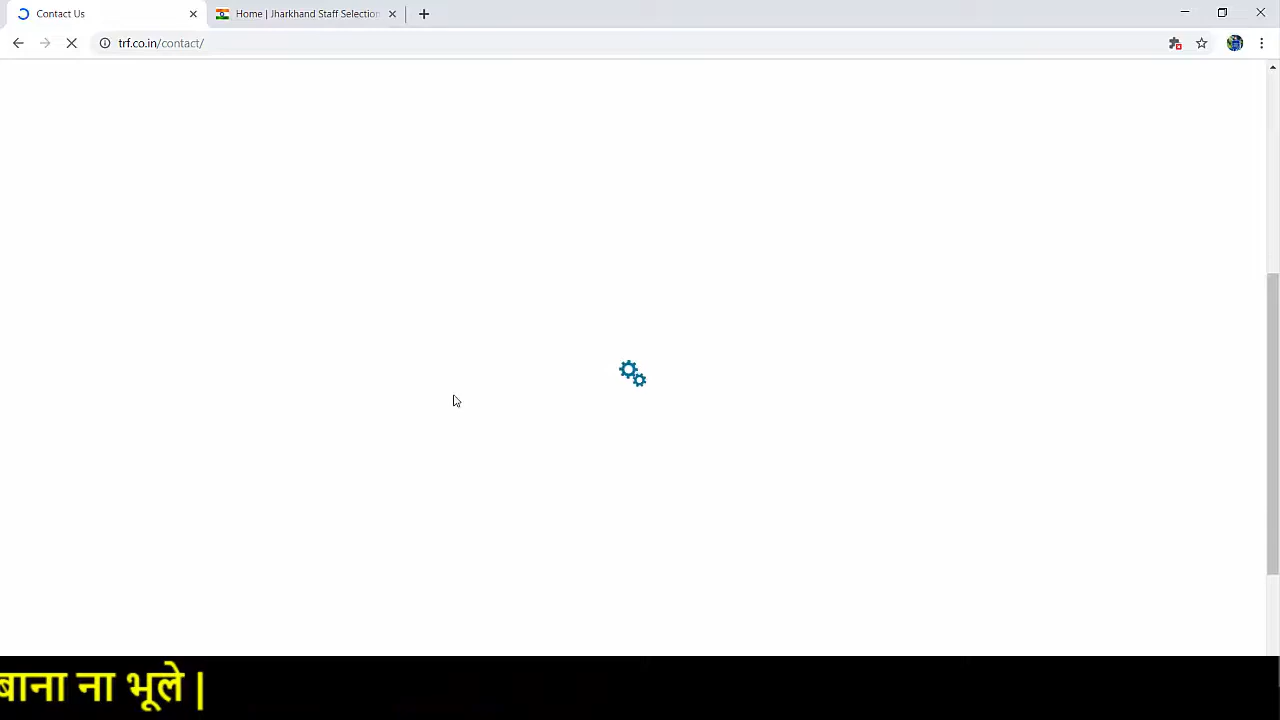 Contact Us
Home | Jharkhand Staff Selection
trf.co.in/contact/
बाना ना भूले |